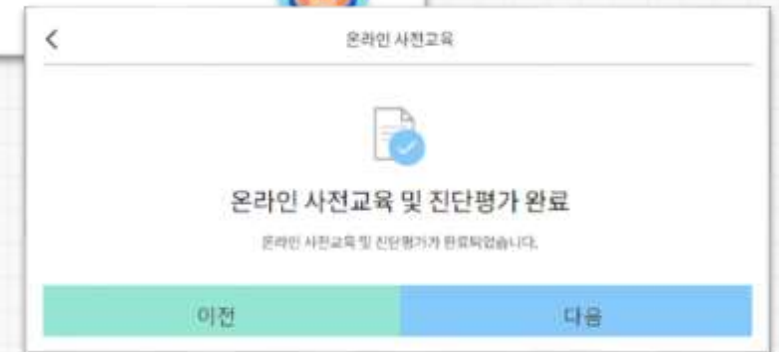 온라인 사전교육
온라인 사전교육 및 진단평가 완료
온라인 사전교육 및 진단평가가 완료되었습니다.
이전
다음